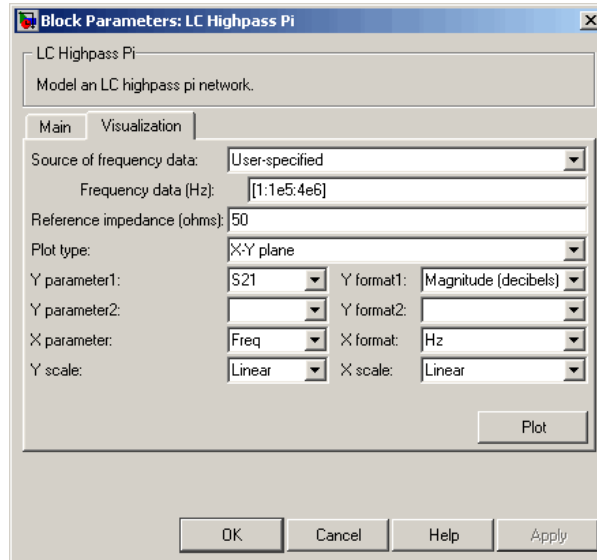 Block Parameters: LC Highpass Pi
LC Highpass Pi
Model an LC highpass pi network.
Main Visualization
Source of frequency data: User-specified
Frequency data (Hz): [1:1e5:4e6]
Reference impedance (ohms): 50
Plot type: X-Y plane
Y parameter1: S21 Y format1: Magnitude (decibels)
Y parameter2: Y format2:
X parameter: Freq X format: Hz
Y scale: Linear X scale: Linear
Plot
OK Cancel Help Apply